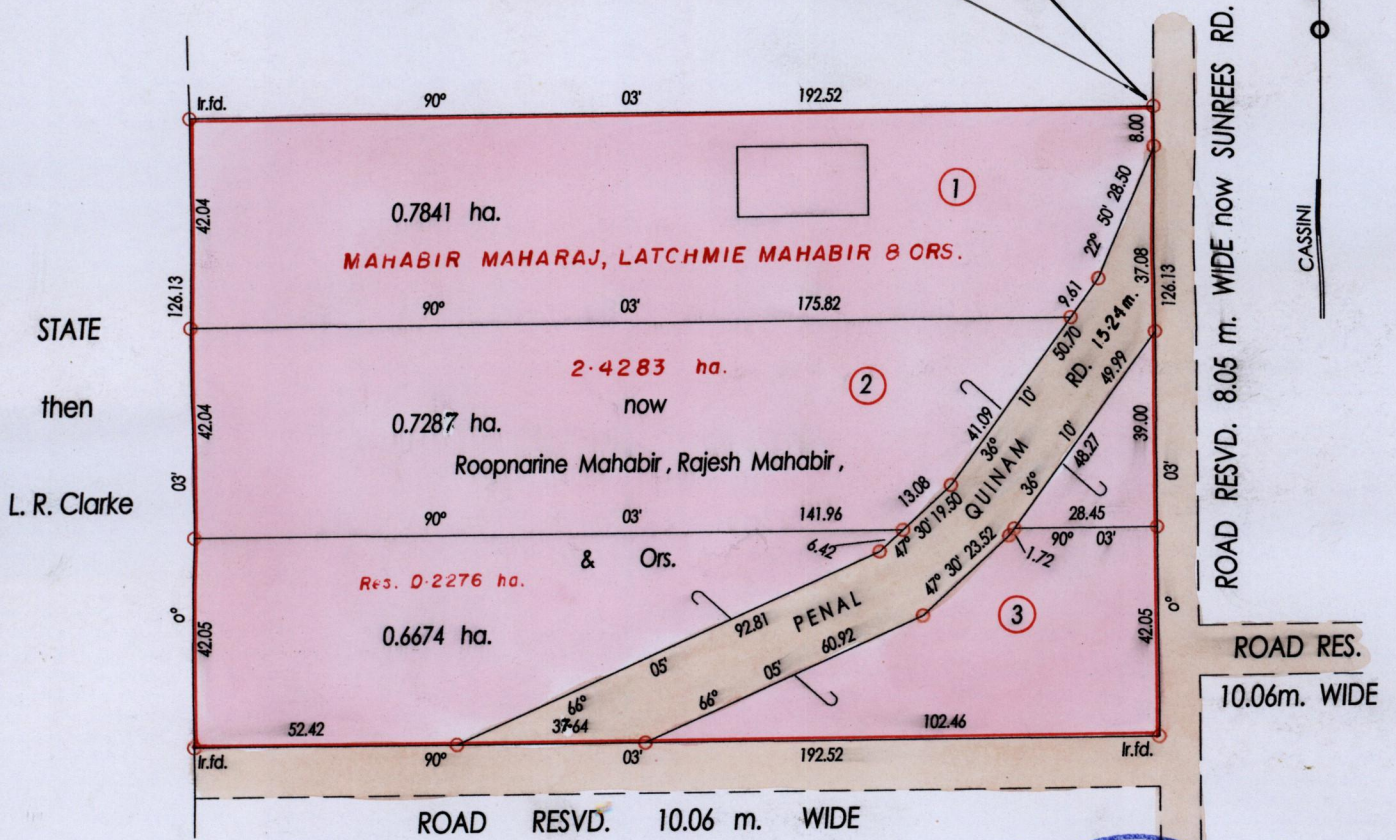 Ir.fd.
90° 03' 192.52
8.00
42.04
0.7841 ha.
1
22° 50' 28.50
MAHABIR MAHARAJ, LATCHMIE MAHABIR & ORS.
37.08
126.13
126.13
9.61
90° 03' 175.82
50.70
RD. 15·24m.
49.99
STATE
then
L. R. Clarke
2·4283 ha.
now
2
42.04
0.7287 ha.
Roopnarine Mahabir, Rajesh Mahabir,
41.09
36° 10'
36° 10'
48.27
39.00
03'
03'
13.08
QUINAM
90° 03' 141.96
47° 30' 19.50
28.45
90° 03'
6.42
& Ors.
1.72
47° 30' 23.52
Res. 0·2276 ha.
0.6674 ha.
0°
0°
42.05
42.05
92.81
PENAL
60.92
3
66° 05'
66° 05'
52.42
37·64
102.46
Ir.fd.
90° 03' 192.52
Ir.fd.
ROAD RESVD. 10.06 m. WIDE
ROAD RESVD. 8.05 m. WIDE now SUNREES RD.
CASSINI
ROAD RES.
10.06m. WIDE